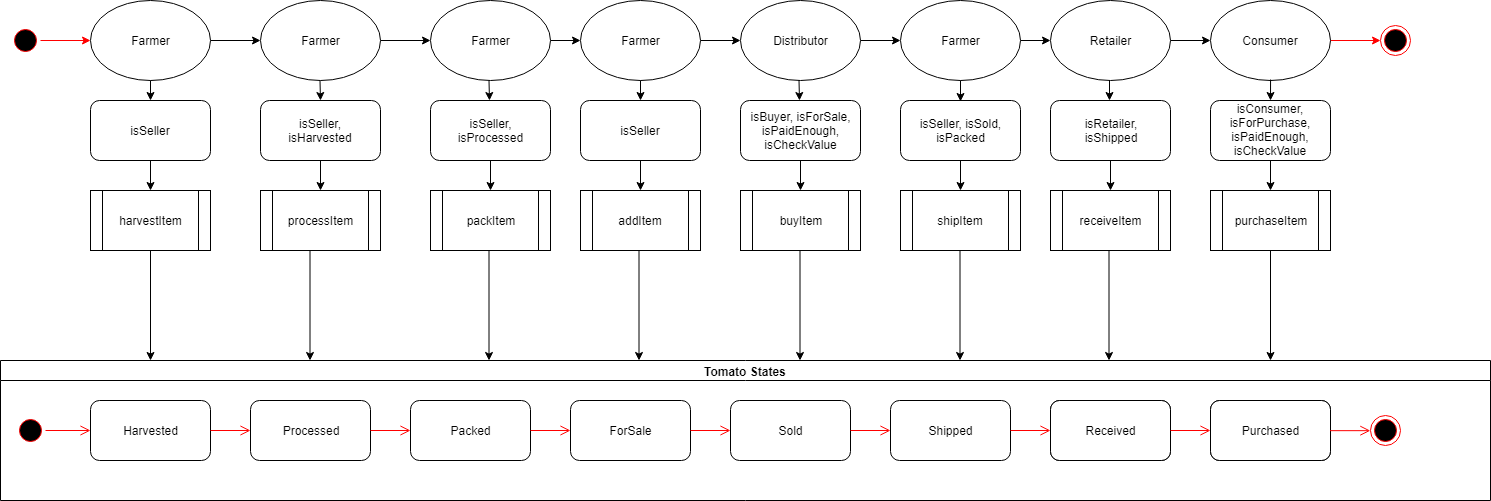 Farmer
Farmer
Farmer
Farmer
Distributor
Farmer
Retailer
Consumer
isSeller
isSeller,
isHarvested
isSeller,
isProcessed
isSeller
isBuyer, isForSale,
isPaidEnough,
isCheckValue
isSeller, isSold,
isPacked
isRetailer,
isShipped
isConsumer,
isForPurchase,
isPaidEnough,
isCheckValue
harvestItem
processItem
packItem
addItem
buyItem
shipItem
receiveItem
purchaseItem
Tomato States
Harvested
Processed
Packed
ForSale
Sold
Shipped
Received
Purchased